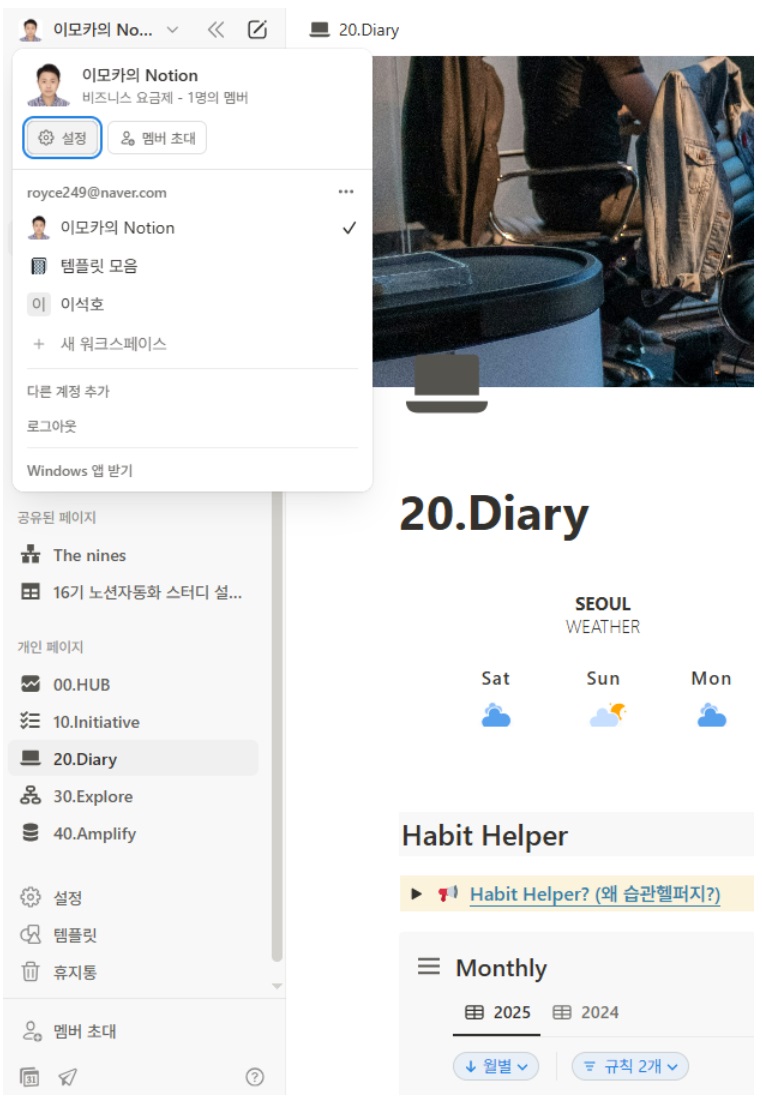 이모카의 No...
20.Diary
이모카의 Notion
비즈니스 요금제 - 1명의 멤버
설정
멤버 초대
royce249@naver.com
이모카의 Notion
템플릿 모음
이 이석호
+ 새 워크스페이스
다른 계정 추가
로그아웃
Windows 앱 받기
공유된 페이지
The nines
16기 노션자동화 스터디 설...
개인 페이지
00.HUB
10.Initiative
20.Diary
30.Explore
40.Amplify
설정
템플릿
휴지통
멤버 초대
31
20.Diary
SEOUL
WEATHER
Sat Sun Mon
Habit Helper
Habit Helper? (왜 습관헬퍼지?)
Monthly
2025 2024
월별 규칙 2개